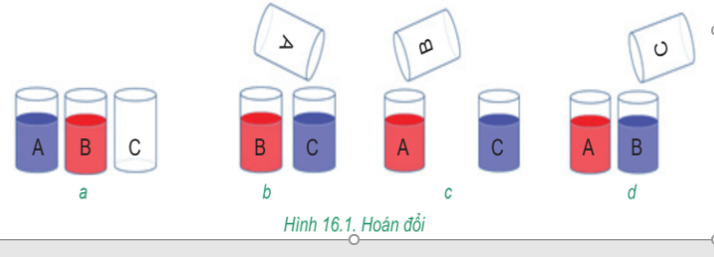 A B C
A
B C
B
A C
C
A B
a b c d
Hình 16.1. Hoán đổi